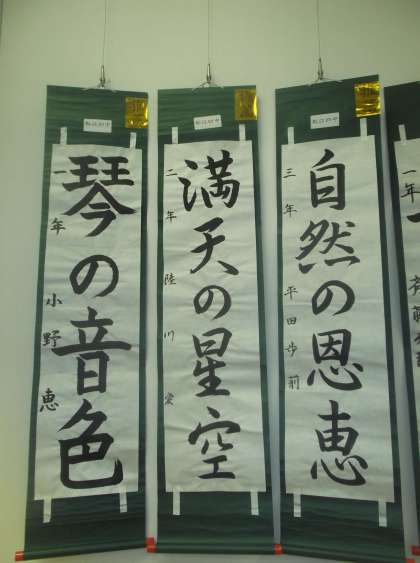 琴の音色
一年 小野 恵
満天の星空
二年 陸川 愛
自然の恩恵
三年 平田歩
一年